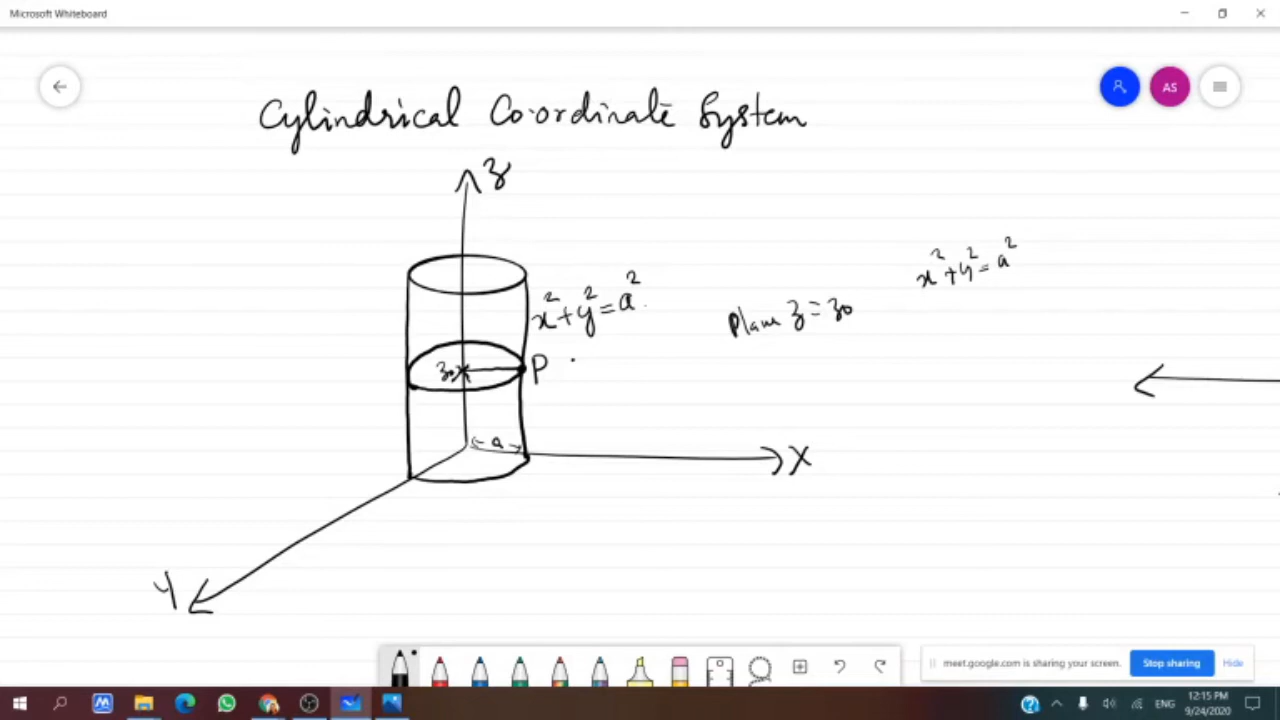 Microsoft Whiteboard
AS
Cylindrical Co-ordinate System
z
x²+y²=a²
x²+y²=a².
Plane z=z₀
z₀
P
a
X
Y
meet.google.com is sharing your screen.
Stop sharing
Hide
ENG
12:15 PM
9/24/2020